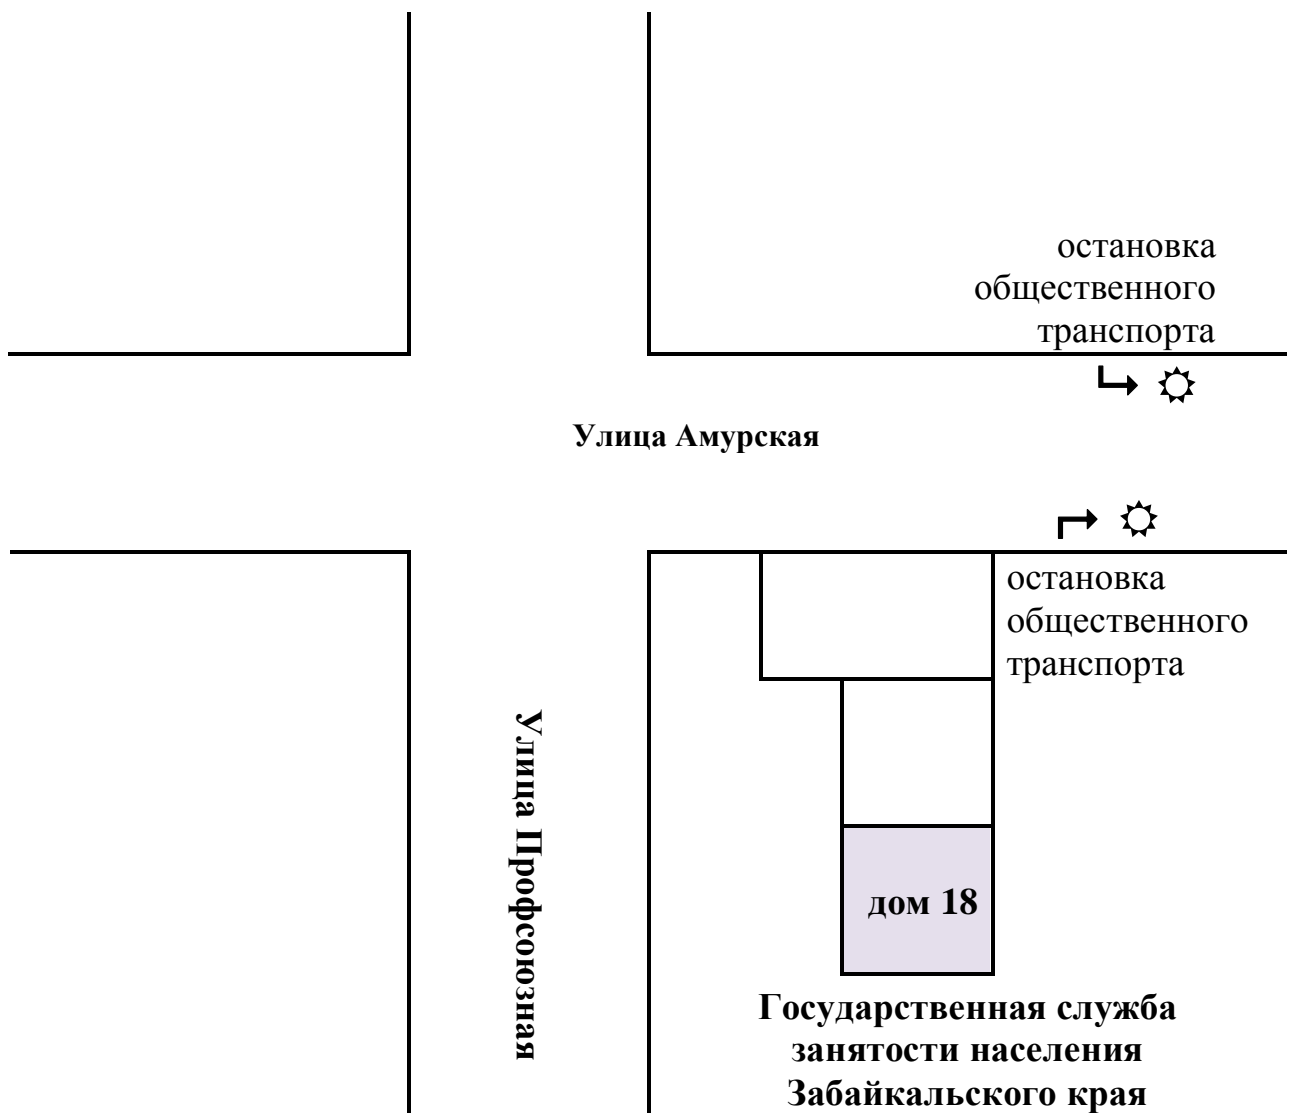 остановка
общественного
транспорта
Улица Амурская
остановка
общественного
транспорта
Улица Профсоюзная
дом 18
Государственная служба
занятости населения
Забайкальского края